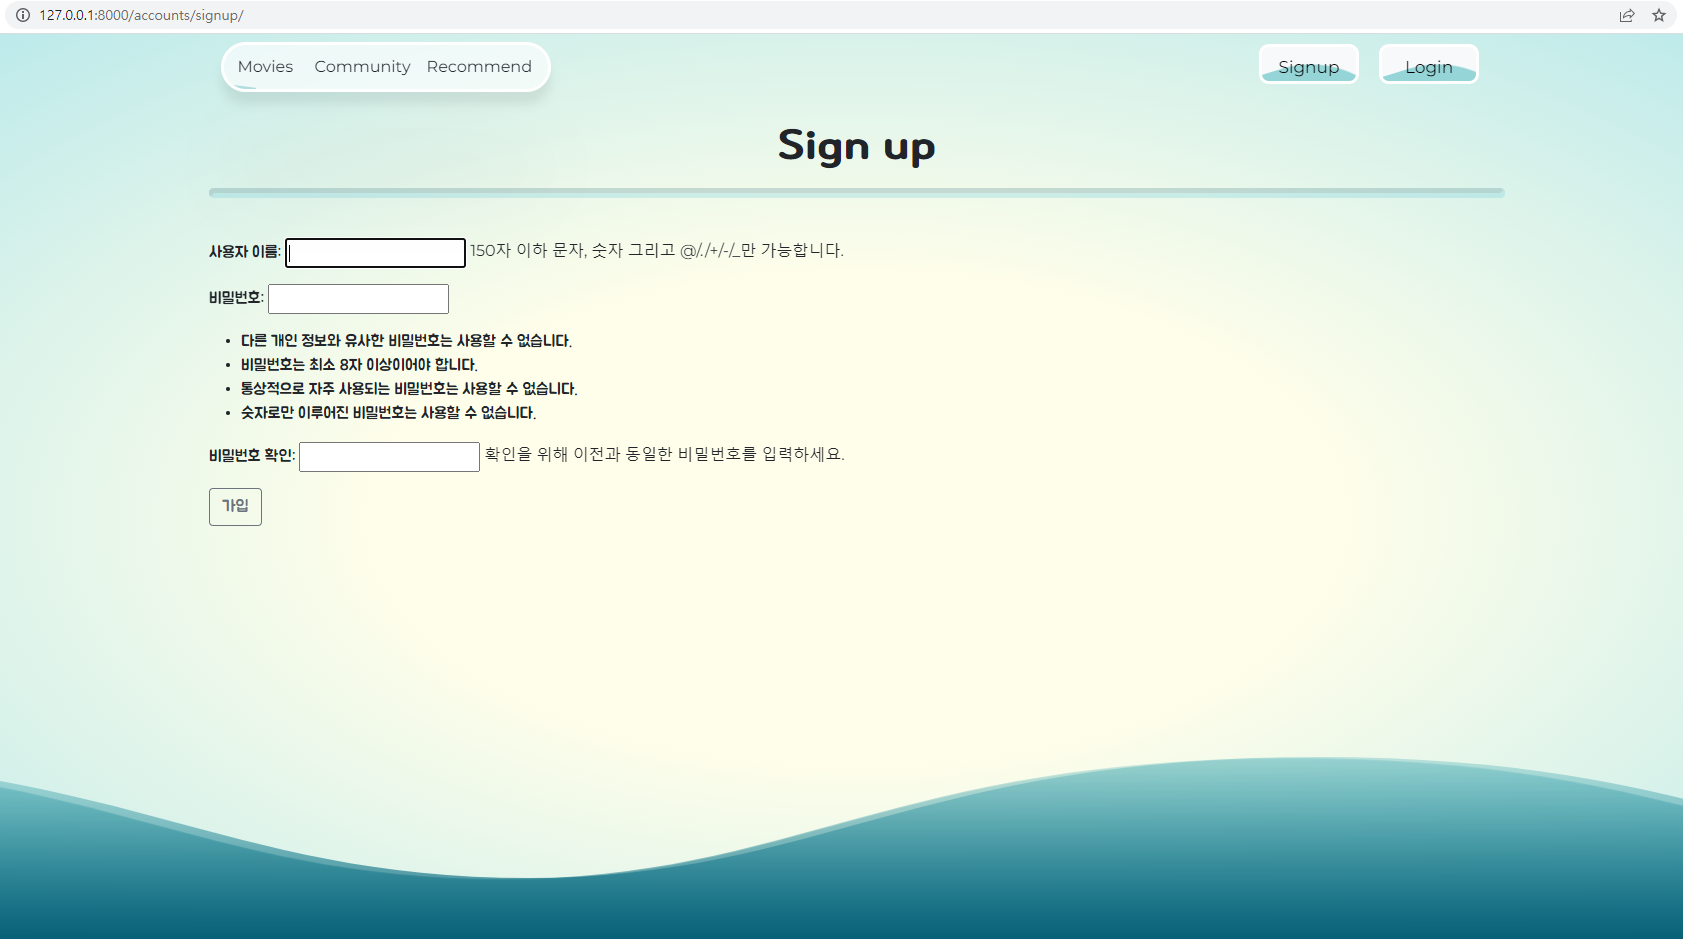 127.0.0.1:8000/accounts/signup/
Movies Community Recommend Signup Login
Sign up
사용자 이름: 150자 이하 문자, 숫자 그리고 @/./+/-/_만 가능합니다.
비밀번호:
• 다른 개인 정보와 유사한 비밀번호는 사용할 수 없습니다.
• 비밀번호는 최소 8자 이상이어야 합니다.
• 통상적으로 자주 사용되는 비밀번호는 사용할 수 없습니다.
• 숫자로만 이루어진 비밀번호는 사용할 수 없습니다.
비밀번호 확인: 확인을 위해 이전과 동일한 비밀번호를 입력하세요.
가입